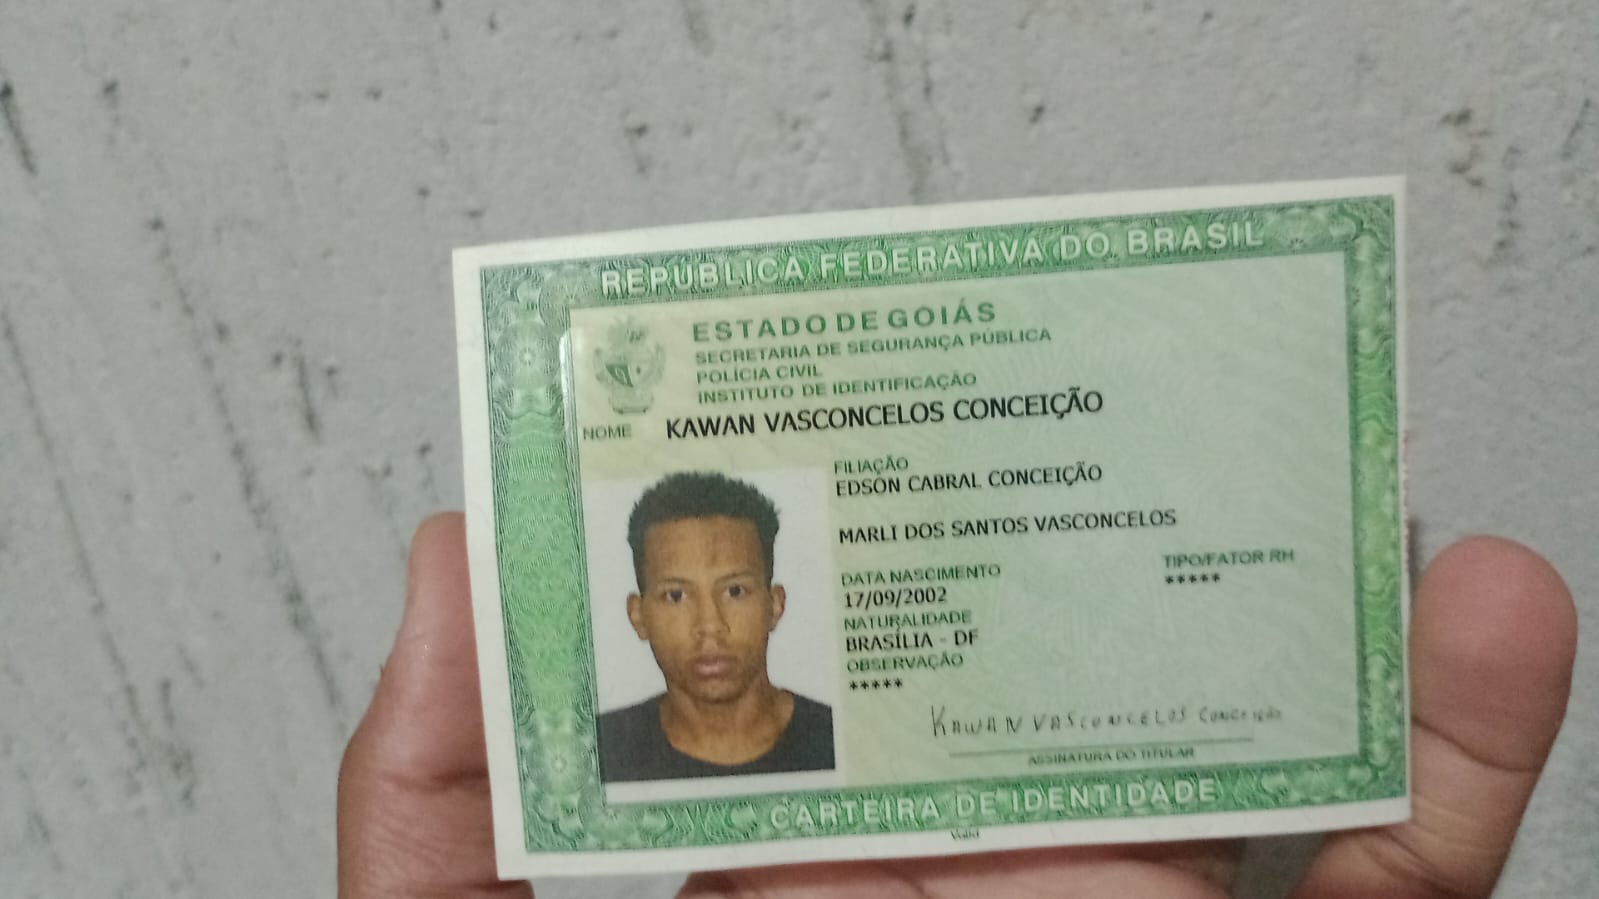 REPÚBLICA FEDERATIVA DO BRASIL
ESTADO DE GOIÁS
SECRETARIA DE SEGURANÇA PÚBLICA
POLÍCIA CIVIL
INSTITUTO DE IDENTIFICAÇÃO
NOME KAWAN VASCONCELOS CONCEIÇÃO
FILIAÇÃO
EDSON CABRAL CONCEIÇÃO
MARLI DOS SANTOS VASCONCELOS
DATA NASCIMENTO TIPO/FATOR RH
17/09/2002 *****
NATURALIDADE
BRASÍLIA - DF
OBSERVAÇÃO
*****
KAWAN VASCONCELOS CONCEIÇÃO
ASSINATURA DO TITULAR
CARTEIRA DE IDENTIDADE
Valid